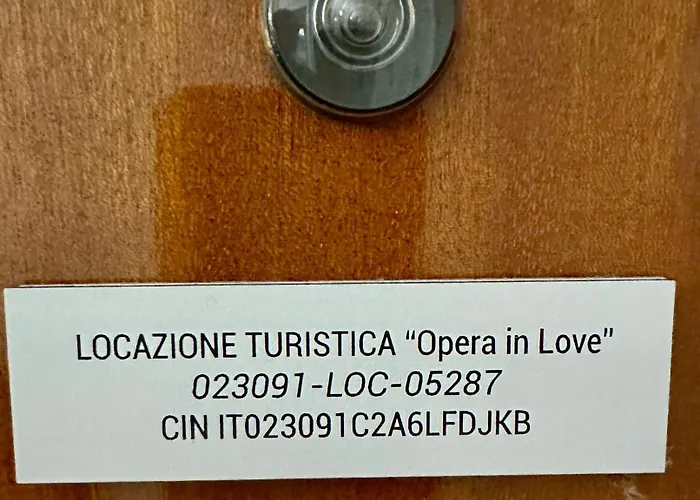 LOCAZIONE TURISTICA “Opera in Love”
023091-LOC-05287
CIN IT023091C2A6LFDJKB